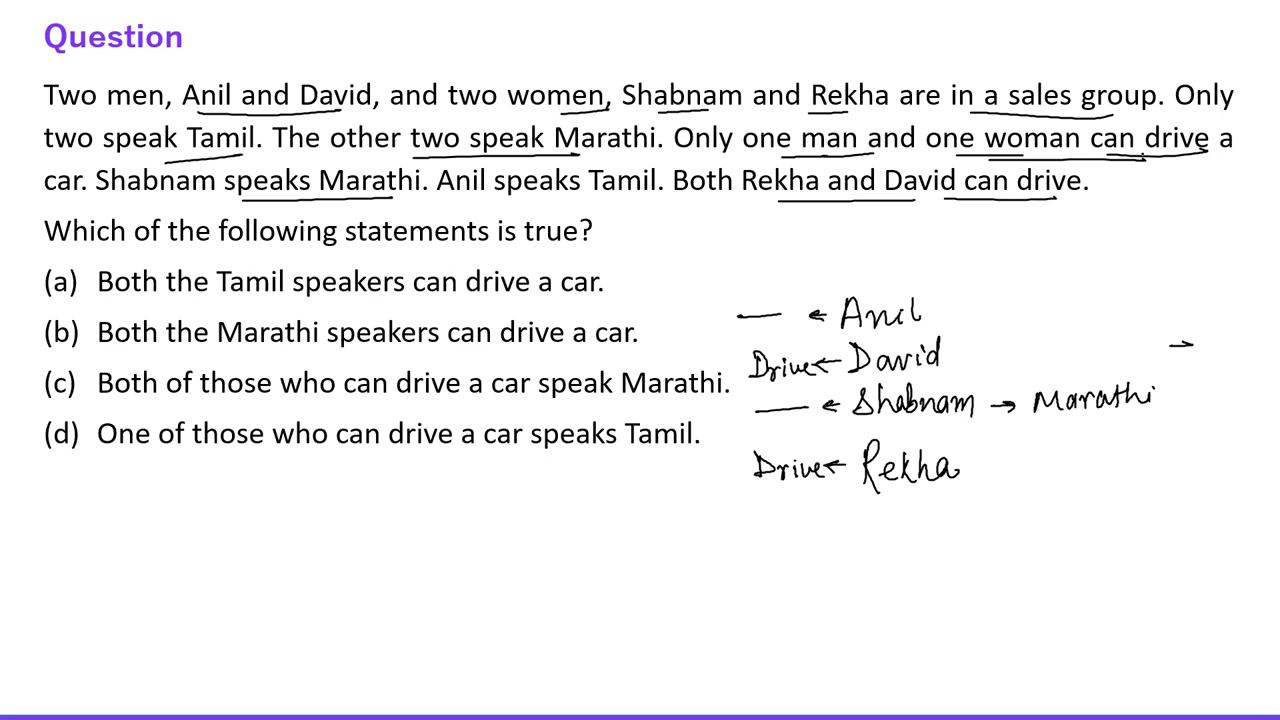 Question
Two men, Anil and David, and two women, Shabnam and Rekha are in a sales group. Only
two speak Tamil. The other two speak Marathi. Only one man and one woman can drive a
car. Shabnam speaks Marathi. Anil speaks Tamil. Both Rekha and David can drive.
Which of the following statements is true?
(a) Both the Tamil speakers can drive a car.
(b) Both the Marathi speakers can drive a car.
(c) Both of those who can drive a car speak Marathi.
(d) One of those who can drive a car speaks Tamil.
— ← Anil
Drive ← David →
— ← Shabnam → Marathi
Drive ← Rekha